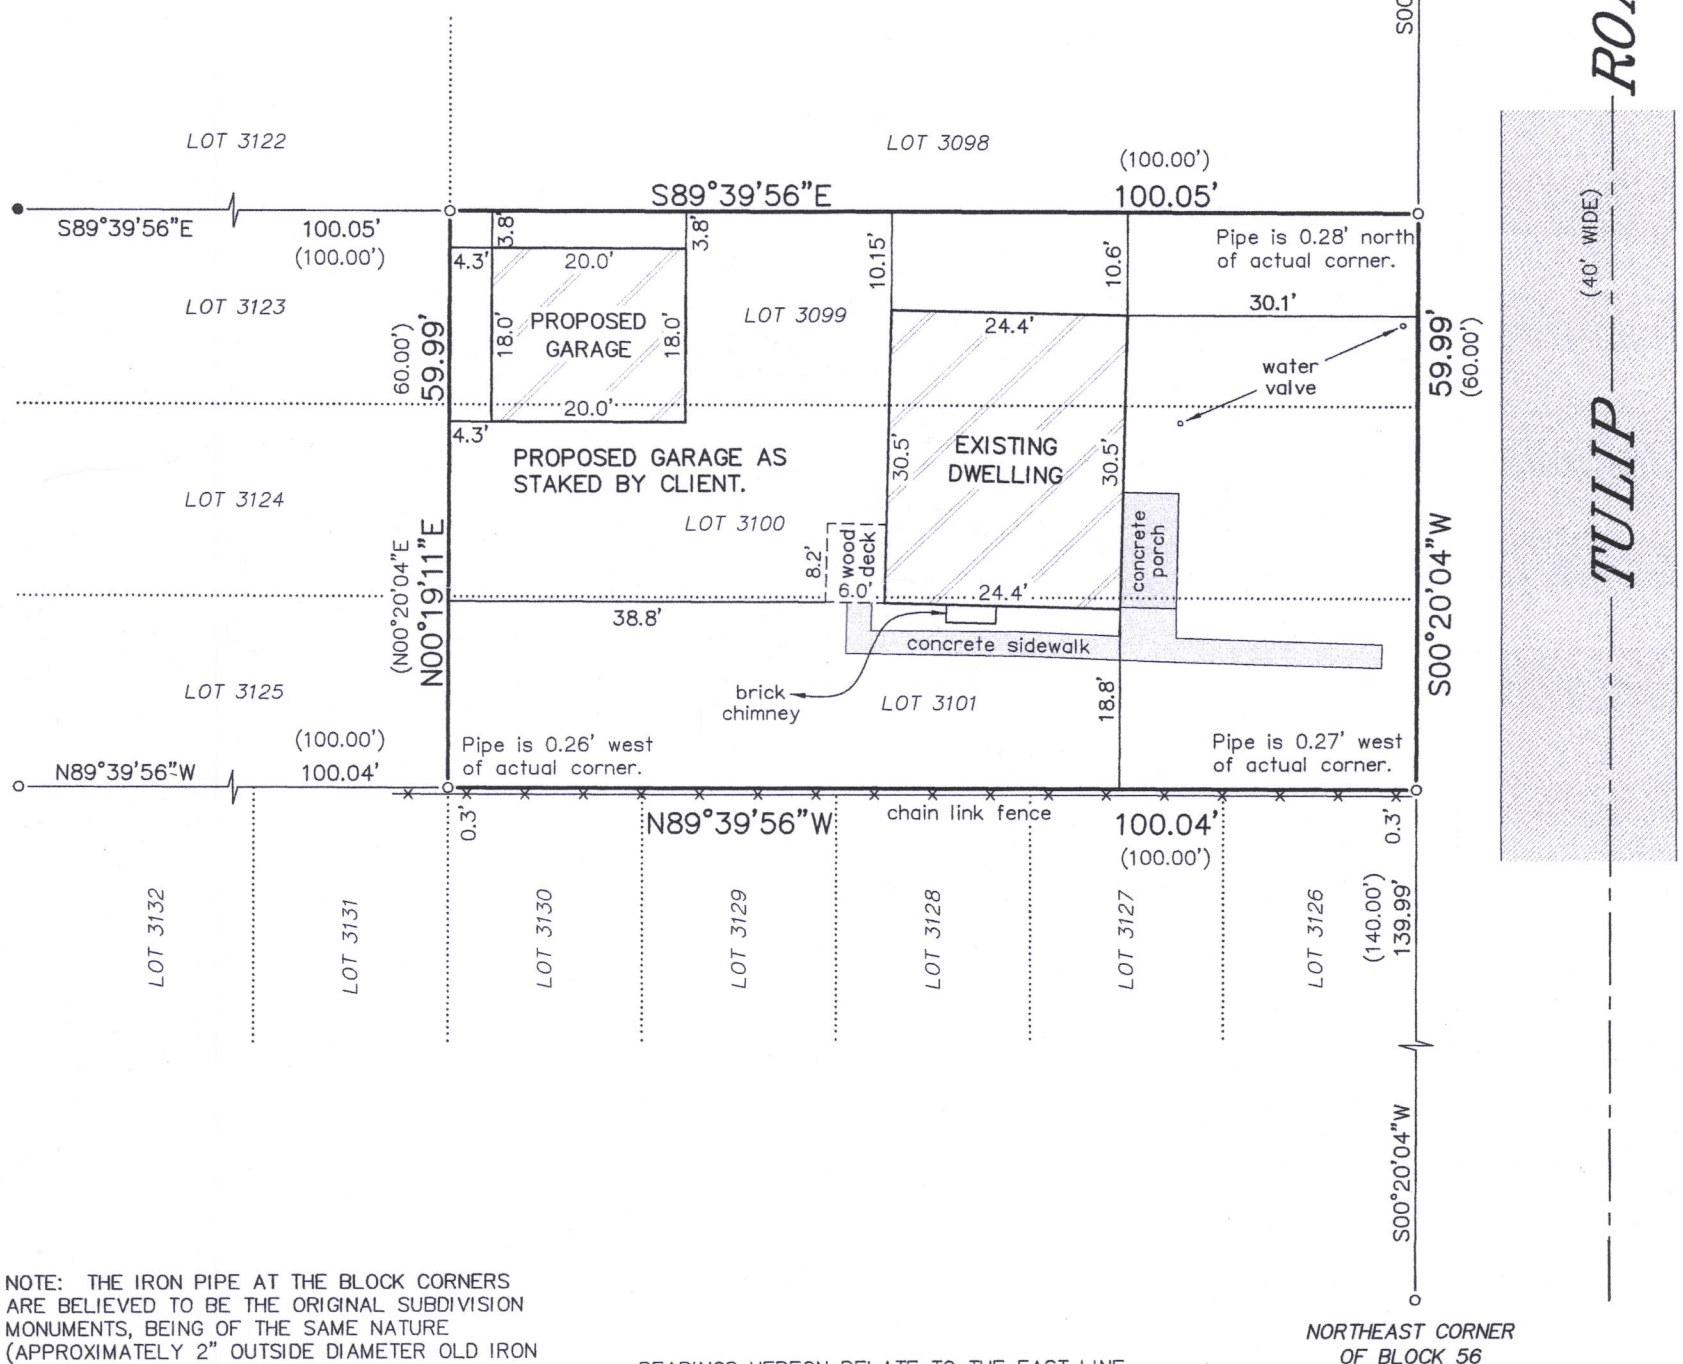 S00
ROA
LOT 3122
LOT 3098
(100.00')
S89°39'56"E
100.05'
S89°39'56"E
100.05'
(100.00')
3.8'
3.8'
4.3'
20.0'
10.15'
10.6'
Pipe is 0.28' north
of actual corner.
(40' WIDE)
30.1'
LOT 3123
LOT 3099
PROPOSED
GARAGE
18.0'
18.0'
24.4'
(60.00')
59.99'
59.99'
(60.00')
water
valve
20.0'
4.3'
PROPOSED GARAGE AS
STAKED BY CLIENT.
30.5'
EXISTING
DWELLING
30.5'
TULIP
LOT 3124
LOT 3100
(N00°20'04"E
N00°19'11"E
8.2'
wood
deck
6.0'
concrete
porch
S00°20'04"W
24.4'
38.8'
concrete sidewalk
LOT 3125
brick
chimney
LOT 3101
18.8'
(100.00')
N89°39'56"W
100.04'
Pipe is 0.26' west
of actual corner.
Pipe is 0.27' west
of actual corner.
0.3'
N89°39'56"W
chain link fence
100.04'
(100.00')
0.3'
LOT 3132
LOT 3131
LOT 3130
LOT 3129
LOT 3128
LOT 3127
LOT 3126
(140.00')
139.99'
S00°20'04"W
NOTE: THE IRON PIPE AT THE BLOCK CORNERS
ARE BELIEVED TO BE THE ORIGINAL SUBDIVISION
MONUMENTS, BEING OF THE SAME NATURE
(APPROXIMATELY 2" OUTSIDE DIAMETER OLD IRON
BEARINGS HEREON RELATE TO THE EAST LINE
NORTHEAST CORNER
OF BLOCK 56